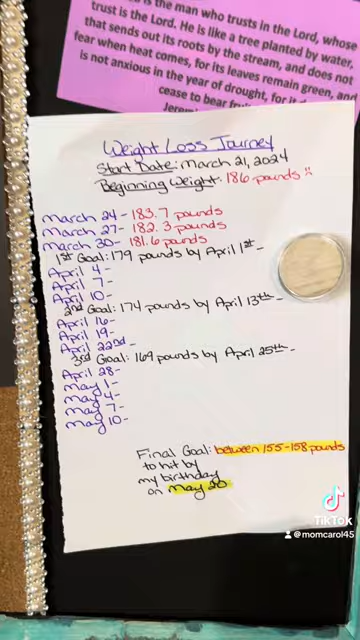 is the man who trusts in the Lord, whose
trust is the Lord. He is like a tree planted by water,
that sends out its roots by the stream, and does not
fear when heat comes, for its leaves remain green, and
is not anxious in the year of drought, for it
cease to bear
Weight Loss Journey
Start Date: March 21, 2024
Beginning Weight: 186 pounds
March 24 - 183.7 pounds
March 27 - 182.3 pounds
March 30 - 181.6 pounds
1st Goal: 179 pounds by April 1st -
April 4 -
April 7 -
April 10 -
2nd Goal: 174 pounds by April 13th -
April 16 -
April 19 -
April 22nd -
3rd Goal: 169 pounds by April 25th -
April 28 -
May 1 -
May 4 -
May 7 -
May 10 -
Final Goal: between 155-158 pounds
to hit by
my birthday
on May 20
TikTok
@momcarol45